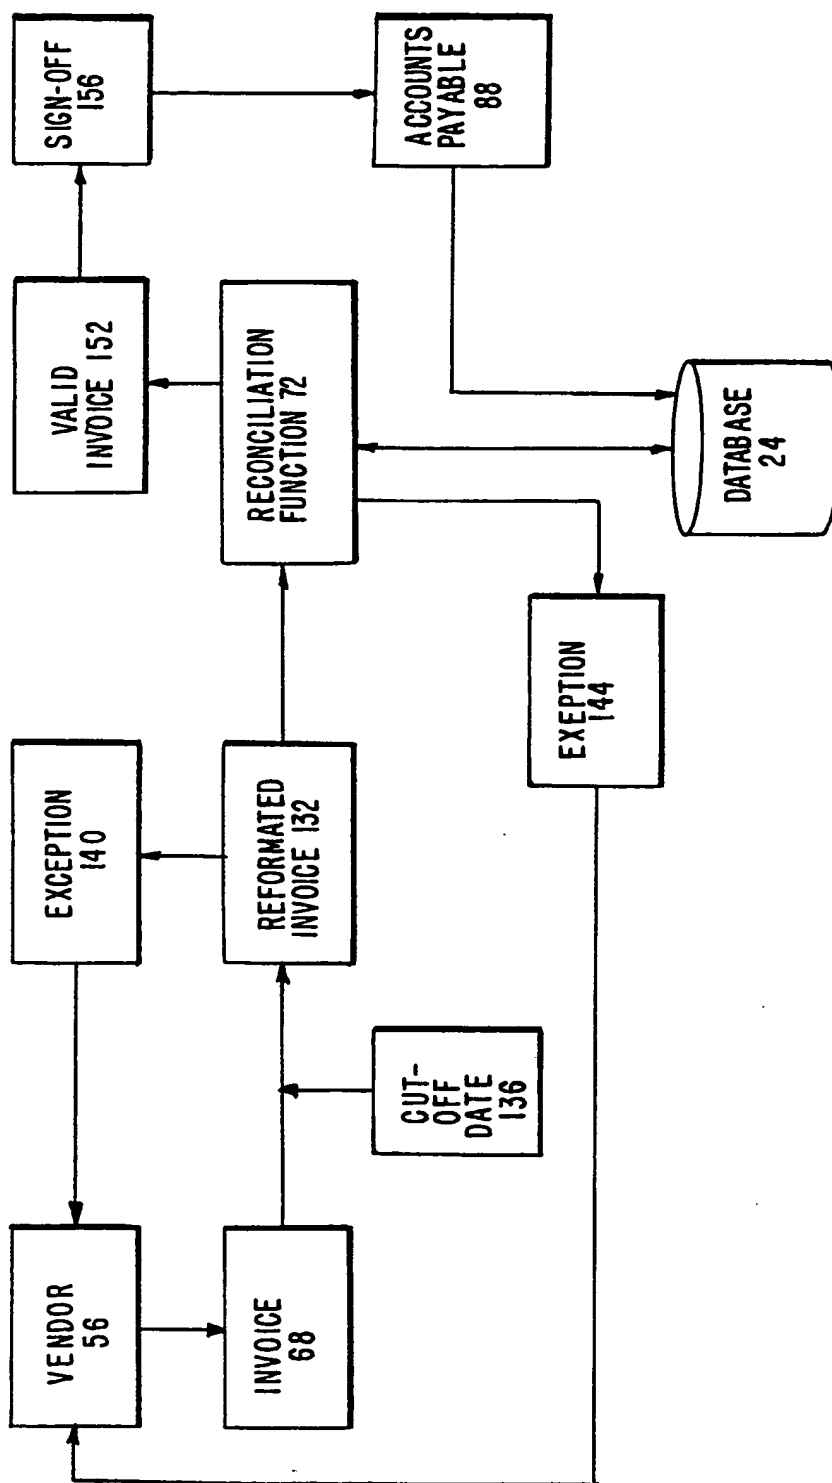 VENDOR
56
EXCEPTION
140
VALID
INVOICE 152
SIGN-OFF
156
INVOICE
68
REFORMATED
INVOICE 132
RECONCILIATION
FUNCTION 72
CUT-
OFF
DATE
136
ACCOUNTS
PAYABLE
88
EXEPTION
144
DATABASE
24